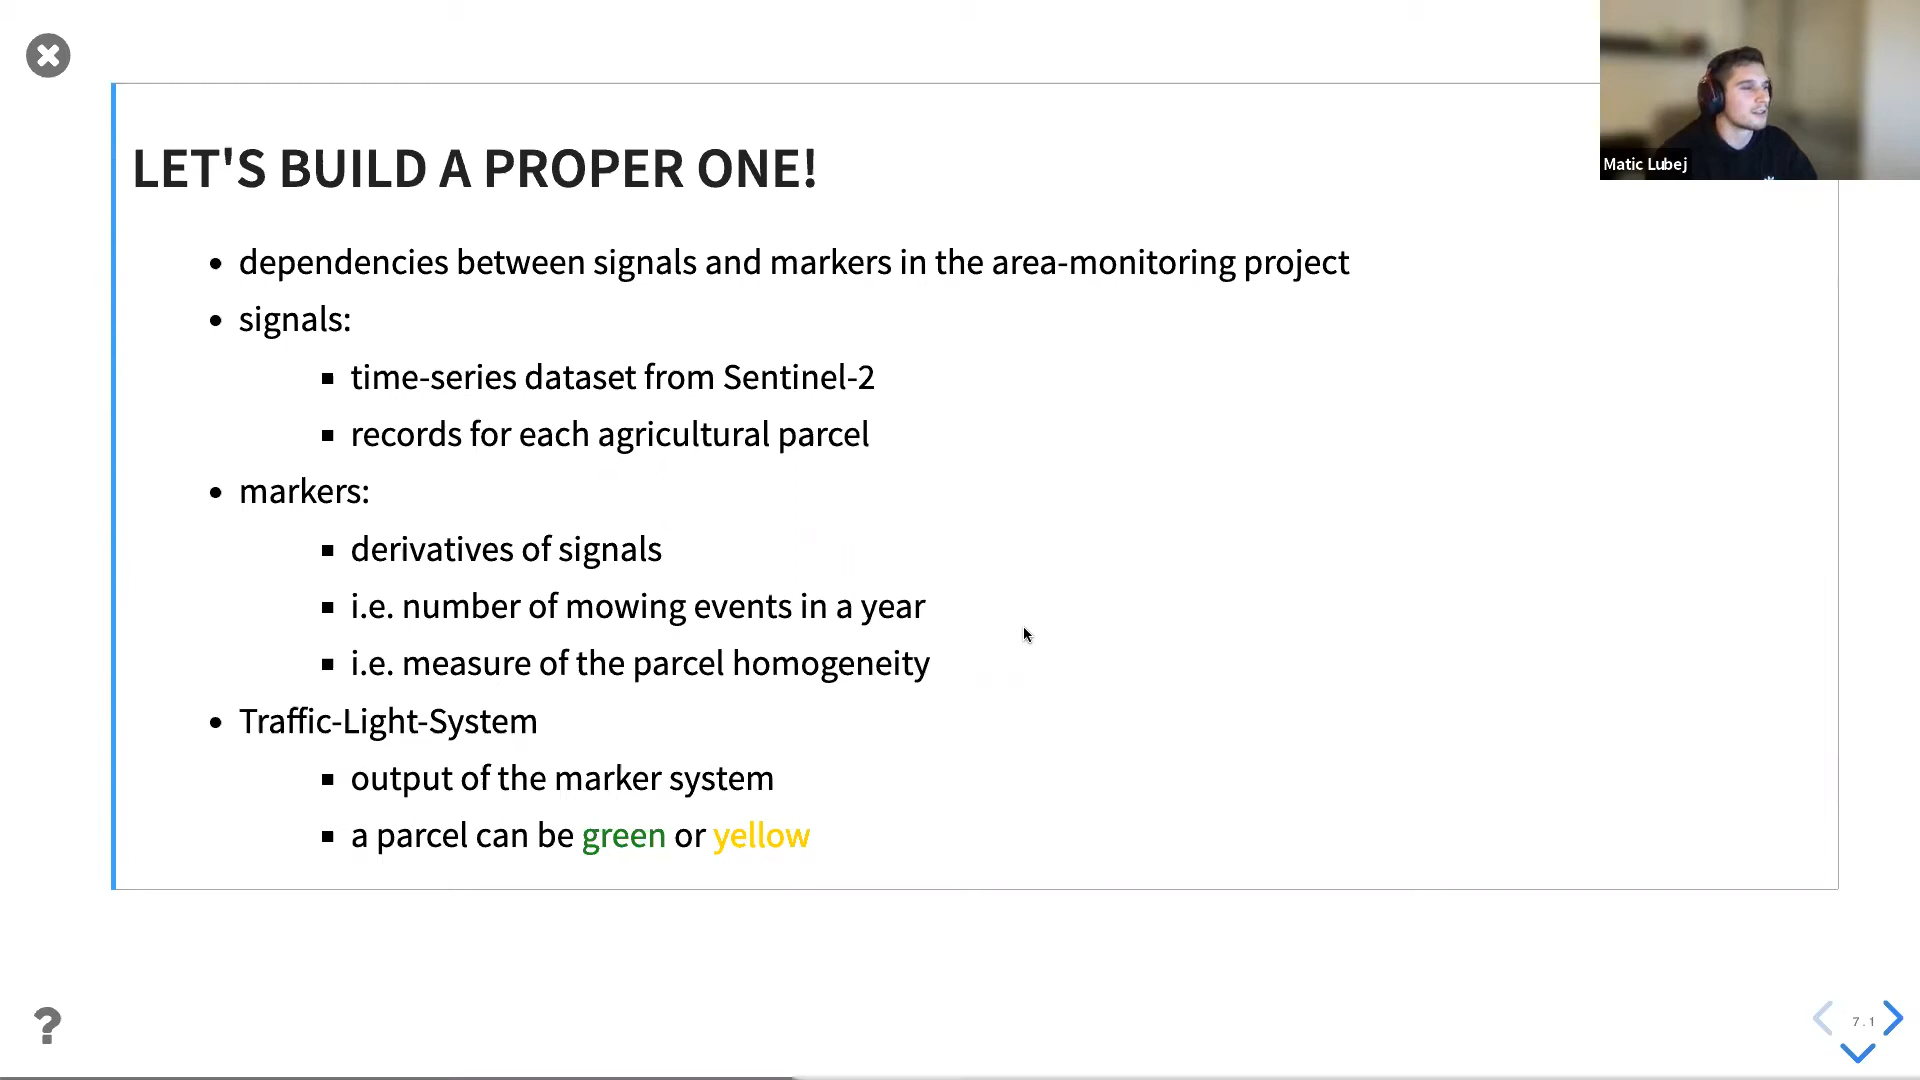 Matic Lubej
LET'S BUILD A PROPER ONE!
dependencies between signals and markers in the area-monitoring project
signals:
time-series dataset from Sentinel-2
records for each agricultural parcel
markers:
derivatives of signals
i.e. number of mowing events in a year
i.e. measure of the parcel homogeneity
Traffic-Light-System
output of the marker system
a parcel can be green or yellow
?
7.1